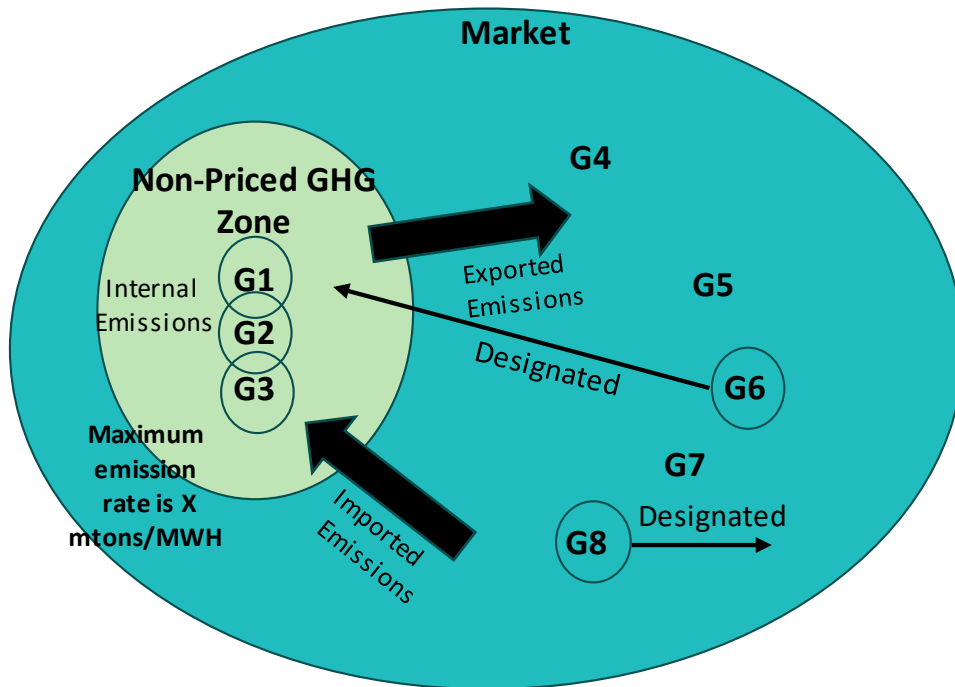 Market
Non-Priced GHG
Zone
G1
G2
G3
Internal
Emissions
G4
Exported
Emissions
G5
Designated
G6
Maximum
emission
rate is X
mtons/MWH
Imported
Emissions
G7
Designated
G8